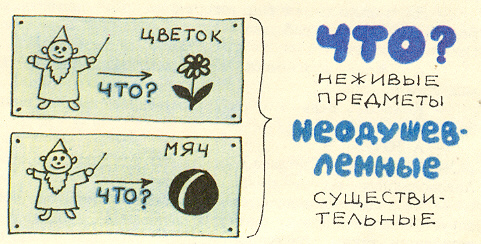 ЦВЕТОК
ЧТО?
МЯЧ
ЧТО?
ЧТО?
НЕЖИВЫЕ
ПРЕДМЕТЫ
НЕОДУШЕВ-
ЛЕННЫЕ
СУЩЕСТВИ-
ТЕЛЬНЫЕ